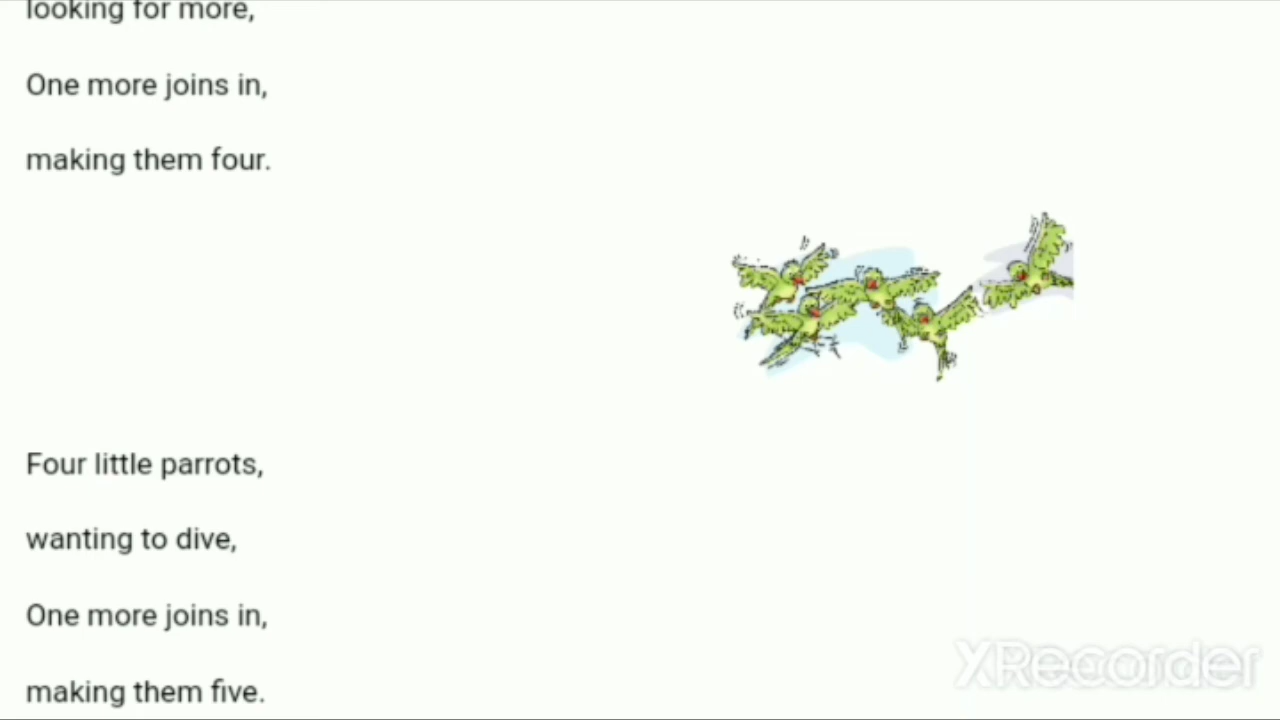 looking for more,
One more joins in,
making them four.
Four little parrots,
wanting to dive,
One more joins in,
making them five.
XRecorder